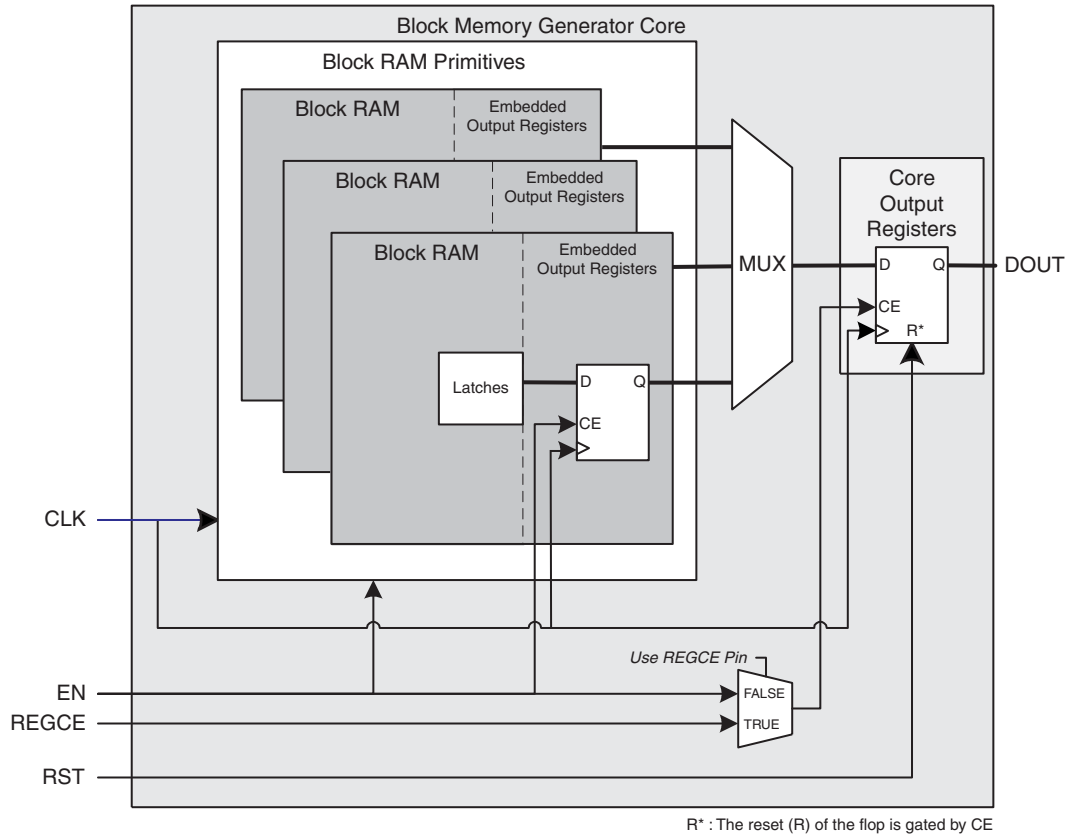 Block Memory Generator Core
Block RAM Primitives
Block RAM
Embedded
Output Registers
Block RAM
Embedded
Output Registers
Block RAM
Embedded
Output Registers
Core
Output
Registers
MUX
D
Q
CE
R*
DOUT
Latches
D
Q
CE
CLK
Use REGCE Pin
EN
FALSE
REGCE
TRUE
RST
R* : The reset (R) of the flop is gated by CE